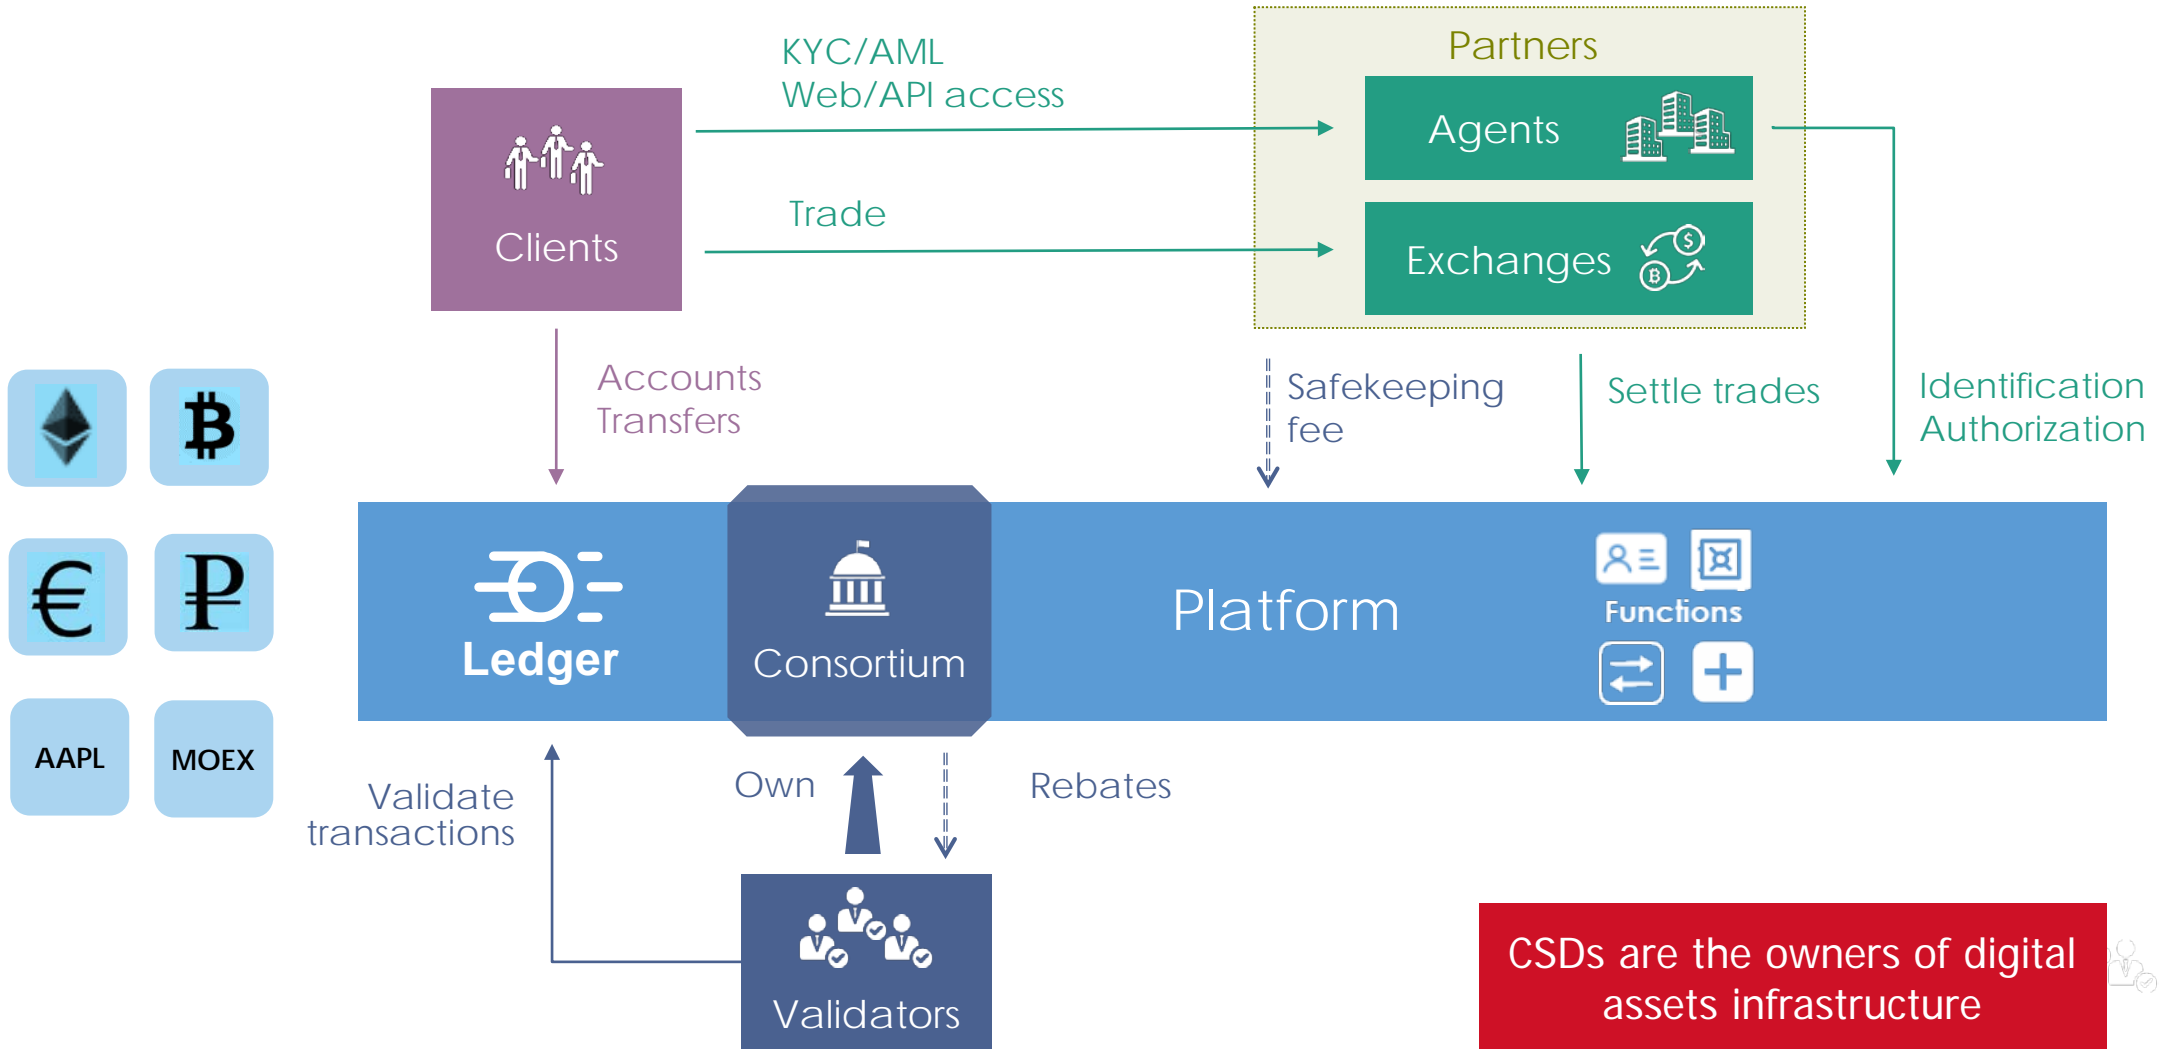 KYC/AML
Web/API access
Partners
Agents
Trade
Clients
Exchanges
Accounts
Transfers
Safekeeping
fee
Settle trades
Identification
Authorization
Ledger
Consortium
Platform
Functions
AAPL
MOEX
Validate
transactions
Own
Rebates
Validators
CSDs are the owners of digital
assets infrastructure